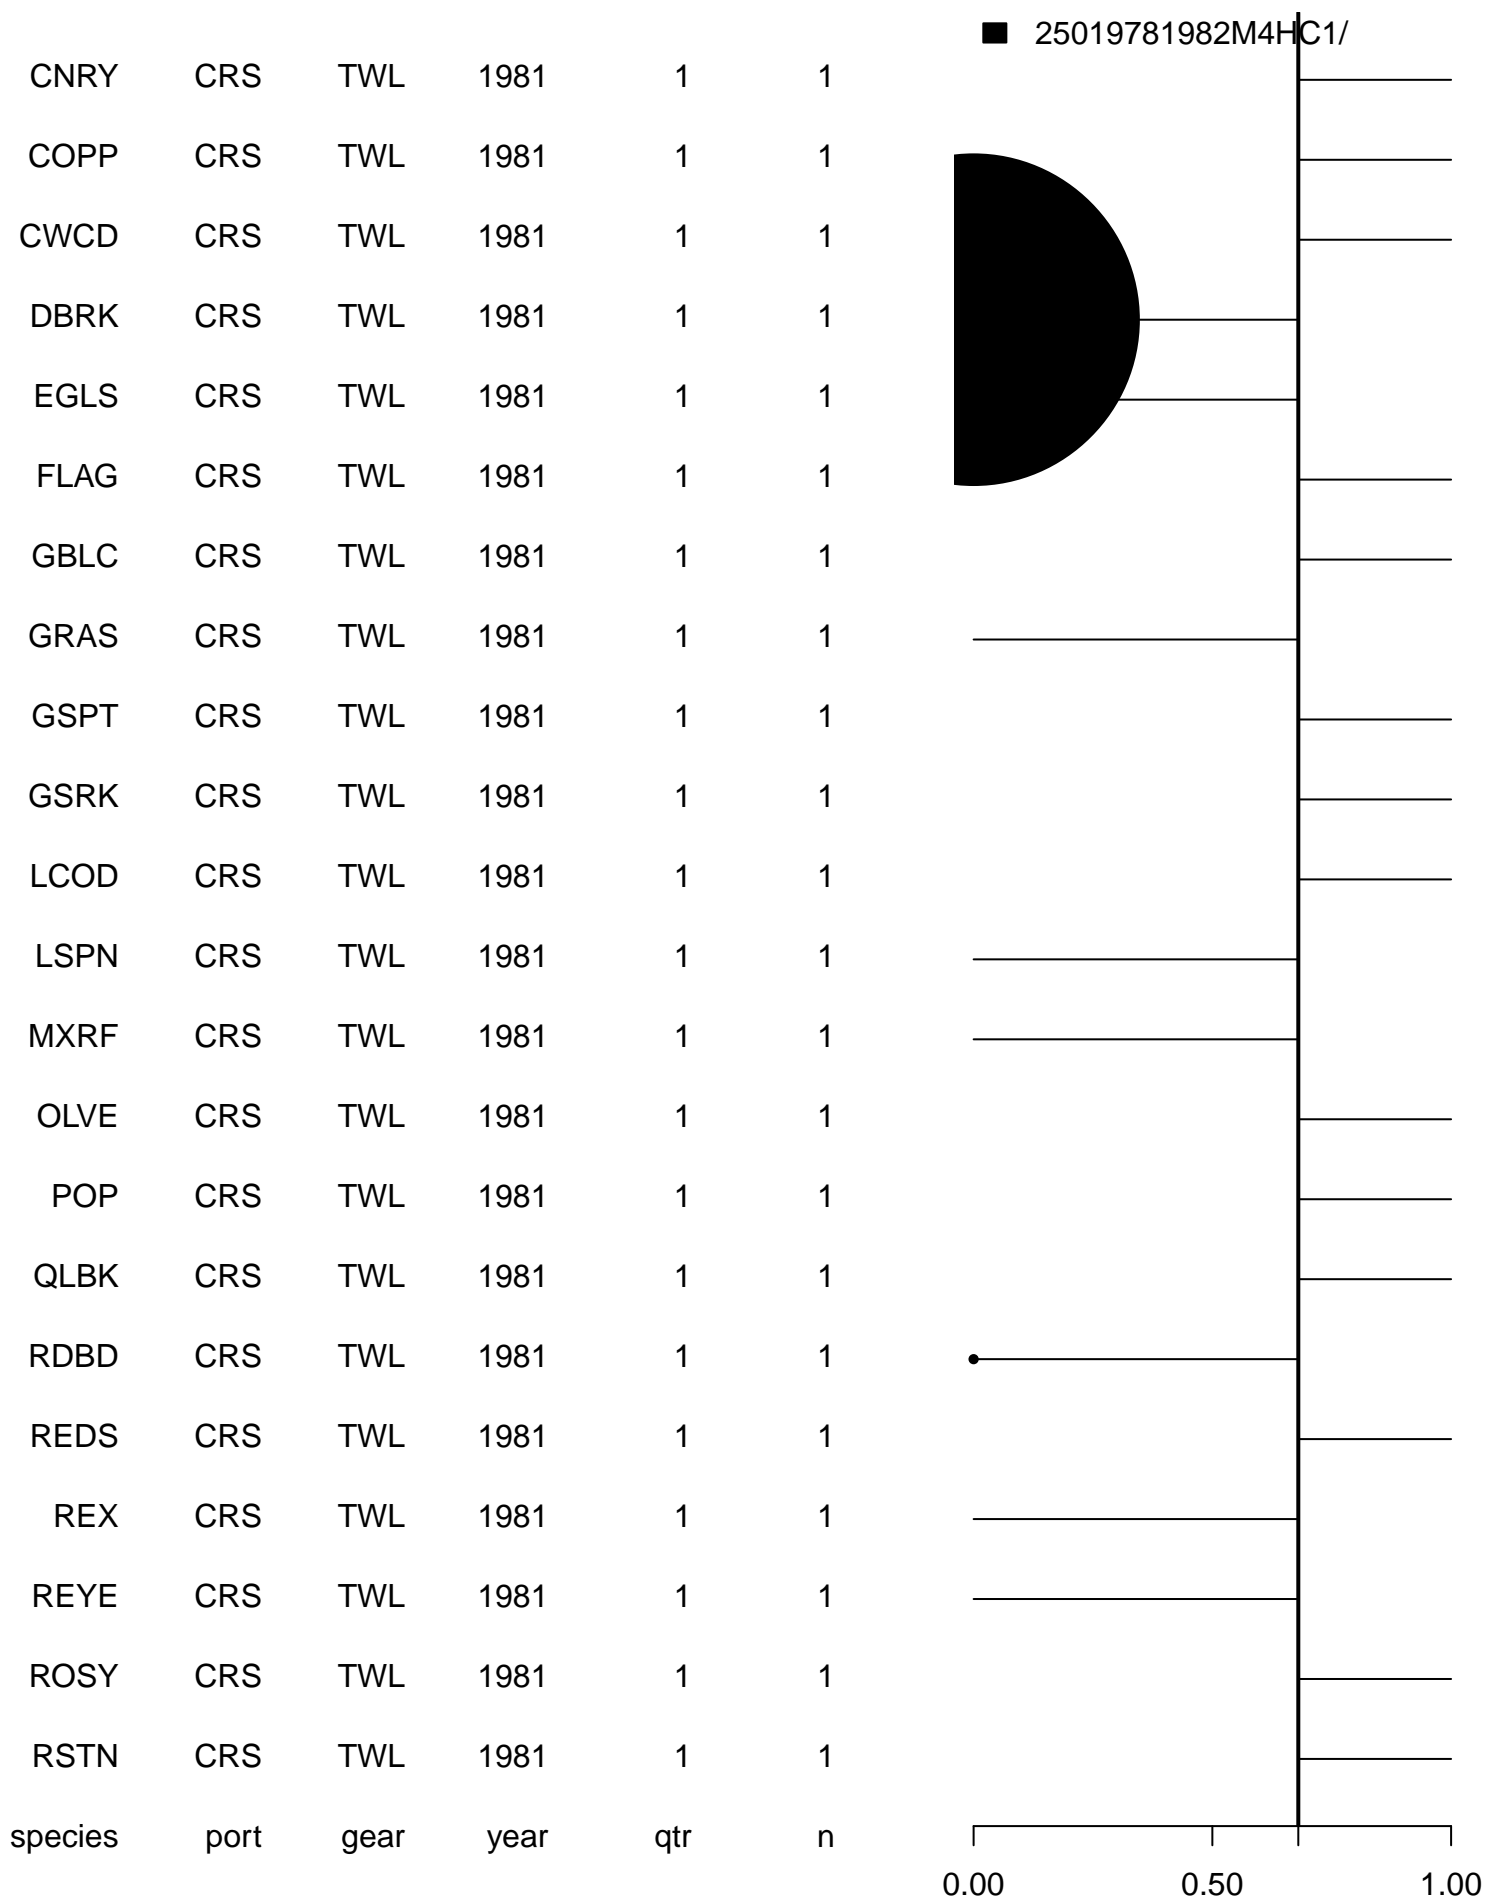 25019781982M4HC1/
CNRY CRS TWL 1981 1 1
COPP CRS TWL 1981 1 1
CWCD CRS TWL 1981 1 1
DBRK CRS TWL 1981 1 1
EGLS CRS TWL 1981 1 1
FLAG CRS TWL 1981 1 1
GBLC CRS TWL 1981 1 1
GRAS CRS TWL 1981 1 1
GSPT CRS TWL 1981 1 1
GSRK CRS TWL 1981 1 1
LCOD CRS TWL 1981 1 1
LSPN CRS TWL 1981 1 1
MXRF CRS TWL 1981 1 1
OLVE CRS TWL 1981 1 1
POP CRS TWL 1981 1 1
QLBK CRS TWL 1981 1 1
RDBD CRS TWL 1981 1 1
REDS CRS TWL 1981 1 1
REX CRS TWL 1981 1 1
REYE CRS TWL 1981 1 1
ROSY CRS TWL 1981 1 1
RSTN CRS TWL 1981 1 1
species port gear year qtr n
0.00 0.50 1.00